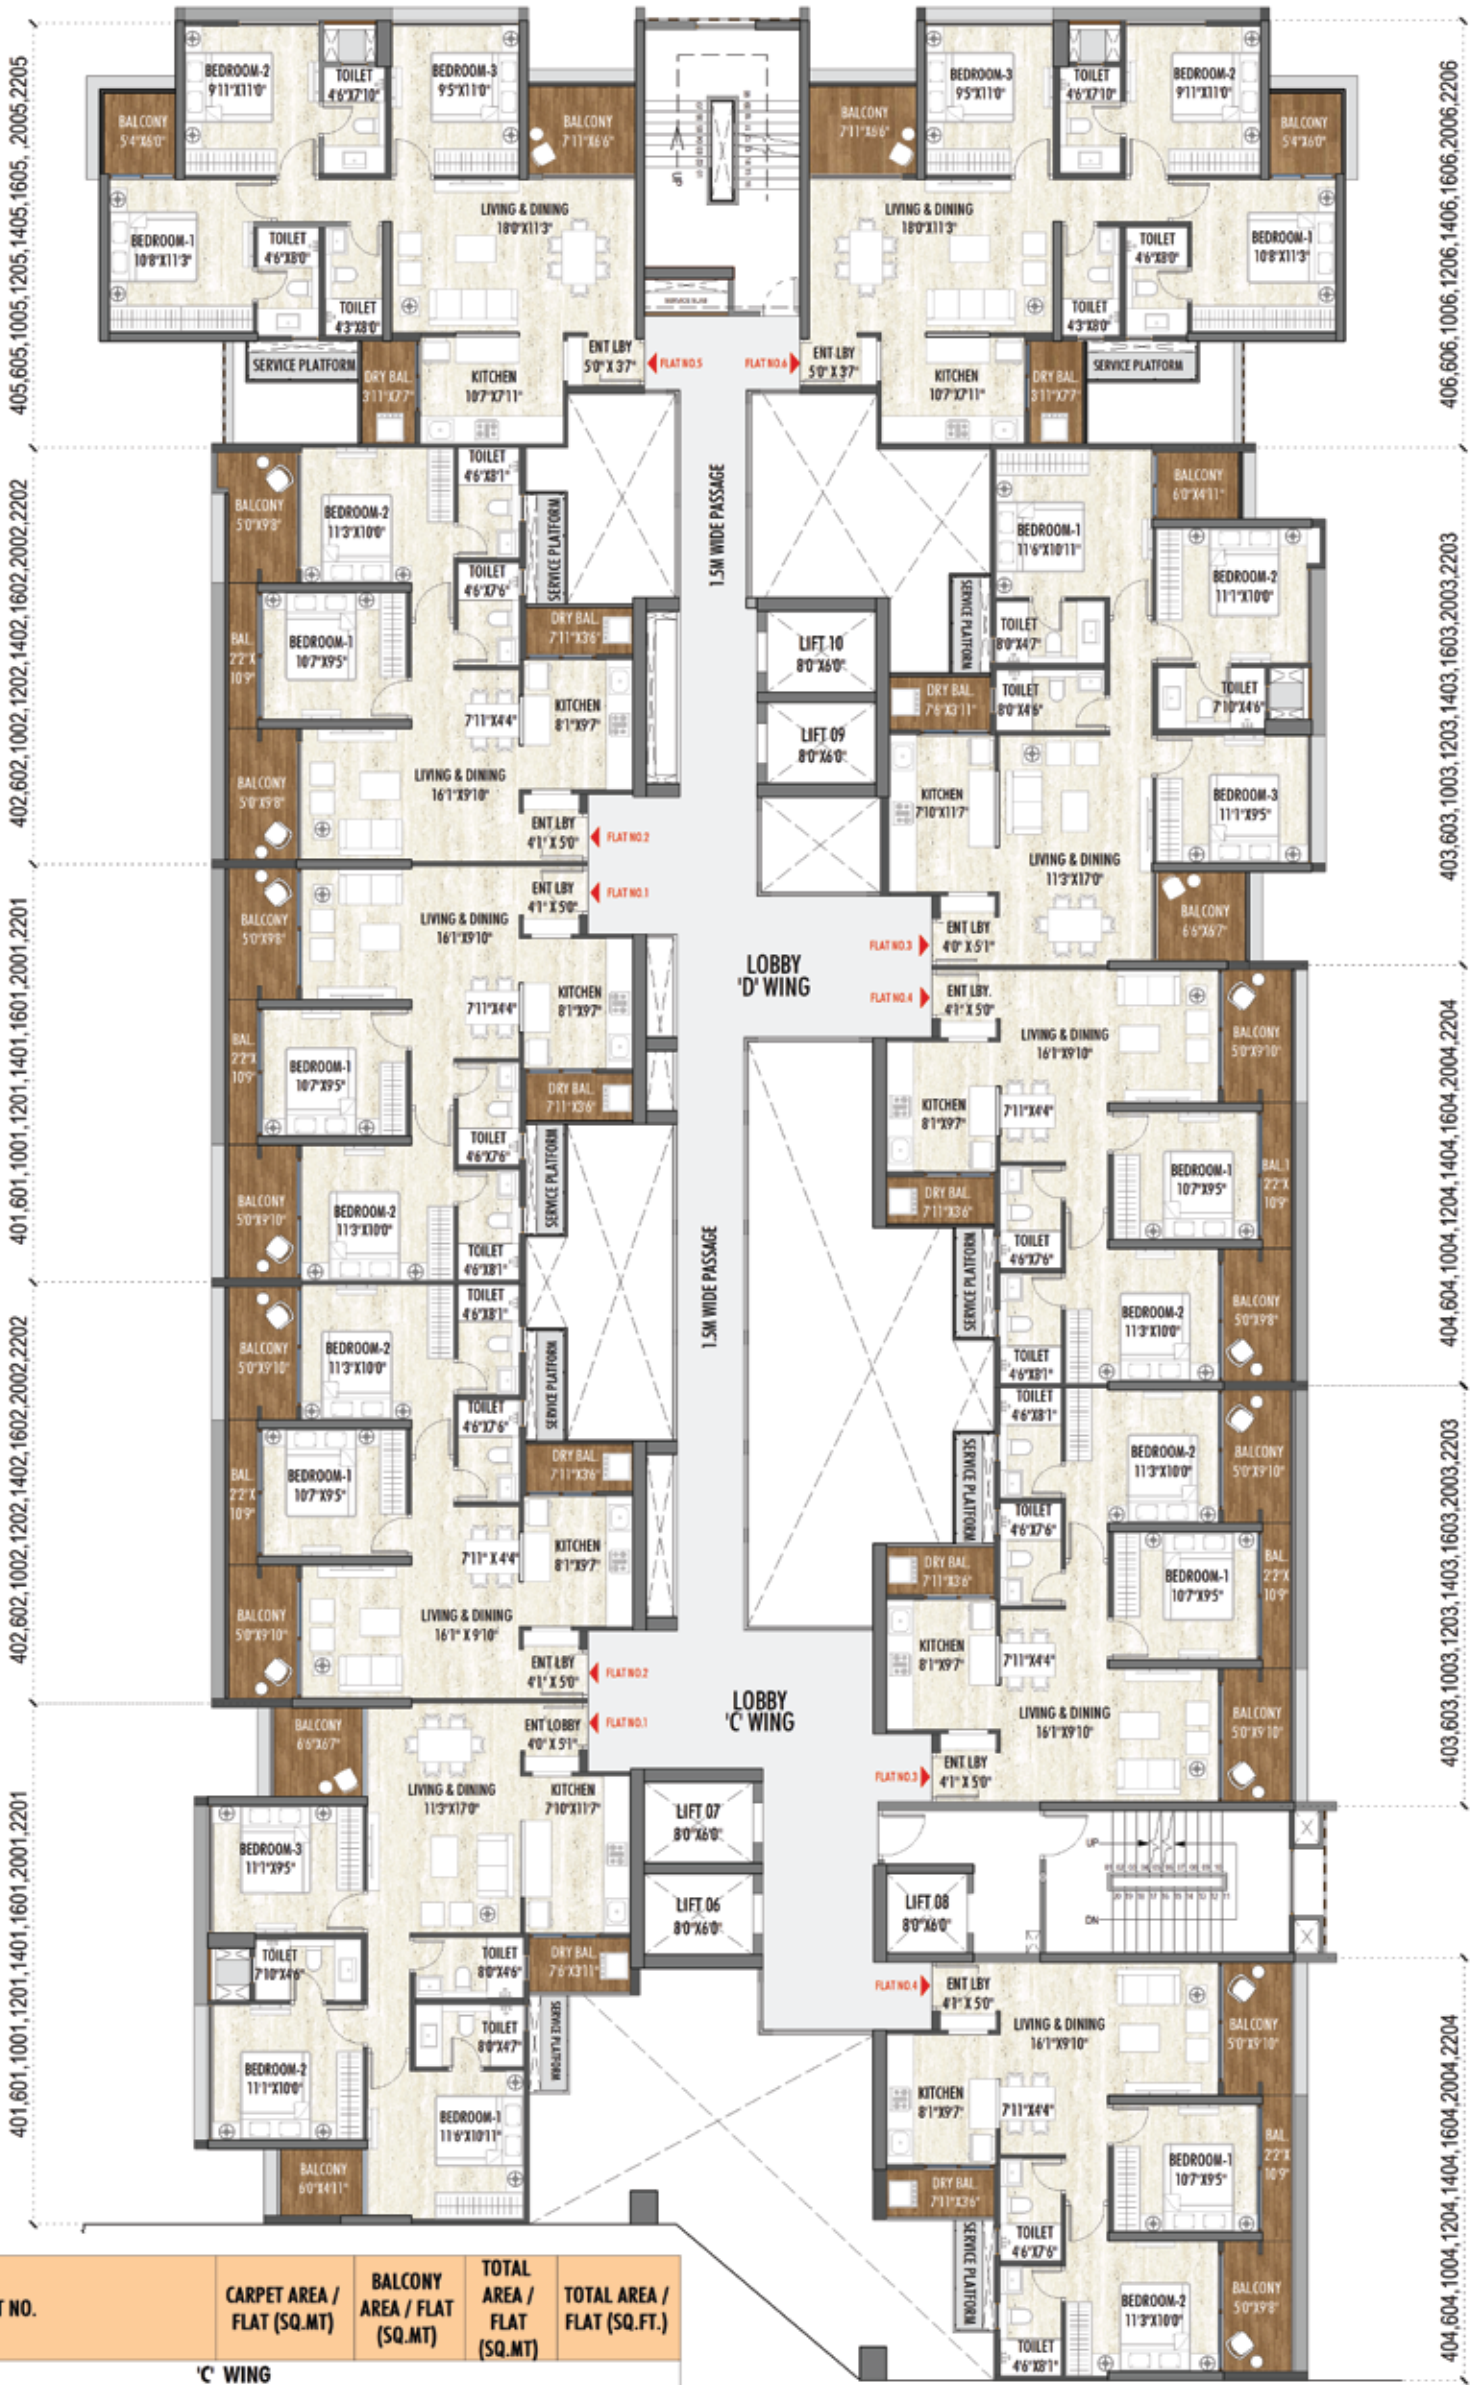 405,605,1005,1205,1405,1605, ,2005,2205
BEDROOM-2
9'11"X11'0"
TOILET
4'6"X7'10"
BEDROOM-3
9'5"X11'0"
BALCONY
5'4"X6'0"
BALCONY
7'11"X6'6"
BEDROOM-1
10'8"X11'3"
TOILET
4'6"X8'0"
TOILET
4'3"X8'0"
LIVING & DINING
18'0"X11'3"
SERVICE PLATFORM
DRY BAL.
3'11"X7'7"
KITCHEN
10'7"X7'11"
ENT LBY
5'0" X 3'7"
FLAT NO.5
UP
SERVICE SLAB
406,606,1006,1206,1406,1606,2006,2206
BEDROOM-3
9'5"X11'0"
TOILET
4'6"X7'10"
BEDROOM-2
9'11"X11'0"
BALCONY
7'11"X6'6"
BALCONY
5'4"X6'0"
LIVING & DINING
18'0"X11'3"
TOILET
4'6"X8'0"
BEDROOM-1
10'8"X11'3"
TOILET
4'3"X8'0"
FLAT NO.6
ENT LBY
5'0" X 3'7"
KITCHEN
10'7"X7'11"
DRY BAL.
3'11"X7'7"
SERVICE PLATFORM
402,602,1002,1202,1402,1602,2002,2202
BALCONY
5'0"X9'8"
BEDROOM-2
11'3"X10'0"
TOILET
4'6"X8'1"
SERVICE PLATFORM
TOILET
4'6"X7'6"
BAL.
2'2"X
10'9"
BEDROOM-1
10'7"X9'5"
DRY BAL.
7'11"X3'6"
7'11"X4'4"
KITCHEN
8'1"X9'7"
BALCONY
5'0"X9'8"
LIVING & DINING
16'1"X9'10"
ENT LBY
4'1" X 5'0"
FLAT NO.2
1.5M WIDE PASSAGE
LIFT 10
8'0"X6'0"
LIFT 09
8'0"X6'0"
403,603,1003,1203,1403,1603,2003,2203
BEDROOM-1
11'6"X10'11"
BALCONY
6'0"X4'11"
BEDROOM-2
11'1"X10'0"
SERVICE PLATFORM
TOILET
8'0"X4'7"
TOILET
8'0"X4'6"
TOILET
7'10"X4'6"
DRY BAL.
7'6"X3'11"
KITCHEN
7'10"X11'7"
BEDROOM-3
11'1"X9'5"
LIVING & DINING
11'3"X17'0"
BALCONY
6'6"X6'7"
FLAT NO.3
ENT LBY
4'0" X 5'1"
401,601,1001,1201,1401,1601,2001,2201
ENT LBY
4'1" X 5'0"
FLAT NO.1
BALCONY
5'0"X9'8"
LIVING & DINING
16'1"X9'10"
7'11"X4'4"
KITCHEN
8'1"X9'7"
BAL.
2'2"X
10'9"
BEDROOM-1
10'7"X9'5"
DRY BAL.
7'11"X3'6"
TOILET
4'6"X7'6"
SERVICE PLATFORM
BALCONY
5'0"X9'10"
BEDROOM-2
11'3"X10'0"
TOILET
4'6"X8'1"
LOBBY
'D' WING
1.5M WIDE PASSAGE
404,604,1004,1204,1404,1604,2004,2204
FLAT NO.4
ENT LBY.
4'1" X 5'0"
LIVING & DINING
16'1"X9'10"
BALCONY
5'0"X9'10"
KITCHEN
8'1"X9'7"
7'11"X4'4"
BEDROOM-1
10'7"X9'5"
BAL.1
2'2"X
10'9"
DRY BAL.
7'11"X3'6"
TOILET
4'6"X7'6"
SERVICE PLATFORM
BEDROOM-2
11'3"X10'0"
BALCONY
5'0"X9'8"
TOILET
4'6"X8'1"
402,602,1002,1202,1402,1602,2002,2202
BALCONY
5'0"X9'10"
BEDROOM-2
11'3"X10'0"
TOILET
4'6"X8'1"
SERVICE PLATFORM
TOILET
4'6"X7'6"
BAL.
2'2"X
10'9"
BEDROOM-1
10'7"X9'5"
DRY BAL.
7'11"X3'6"
7'11" X 4'4"
KITCHEN
8'1"X9'7"
BALCONY
5'0"X9'10"
LIVING & DINING
16'1" X 9'10"
ENT LBY
4'1" X 5'0"
FLAT NO.2
403,603,1003,1203,1403,1603,2003,2203
TOILET
4'6"X8'1"
BEDROOM-2
11'3"X10'0"
BALCONY
5'0"X9'10"
SERVICE PLATFORM
TOILET
4'6"X7'6"
DRY BAL.
7'11"X3'6"
BEDROOM-1
10'7"X9'5"
BAL.
2'2"X
10'9"
KITCHEN
8'1"X9'7"
7'11"X4'4"
LIVING & DINING
16'1"X9'10"
BALCONY
5'0"X9'10"
FLAT NO.3
ENT LBY
4'1" X 5'0"
LOBBY
'C' WING
401,601,1001,1201,1401,1601,2001,2201
BALCONY
6'6"X6'7"
ENT LOBBY
4'0" X 5'1"
FLAT NO.1
LIVING & DINING
11'3"X17'0"
KITCHEN
7'10"X11'7"
BEDROOM-3
11'1"X9'5"
TOILET
7'10"X4'6"
TOILET
8'0"X4'6"
DRY BAL.
7'6"X3'11"
TOILET
8'0"X4'7"
SERVICE PLATFORM
BEDROOM-2
11'1"X10'0"
BEDROOM-1
11'6"X10'11"
BALCONY
6'0"X4'11"
LIFT 07
8'0"X6'0"
LIFT 06
8'0"X6'0"
LIFT 08
8'0"X6'0"
UP
DN
404,604,1004,1204,1404,1604,2004,2204
FLAT NO.4
ENT LBY
4'1" X 5'0"
LIVING & DINING
16'1"X9'10"
BALCONY
5'0"X9'10"
KITCHEN
8'1"X9'7"
7'11"X4'4"
BEDROOM-1
10'7"X9'5"
BAL.
2'2"X
10'9"
DRY BAL.
7'11"X3'6"
TOILET
4'6"X7'6"
SERVICE PLATFORM
BEDROOM-2
11'3"X10'0"
BALCONY
5'0"X9'8"
TOILET
4'6"X8'1"
T NO.
CARPET AREA /
FLAT (SQ.MT)
BALCONY
AREA / FLAT
(SQ.MT)
TOTAL
AREA /
FLAT
(SQ.MT)
TOTAL AREA /
FLAT (SQ.FT.)
'C' WING